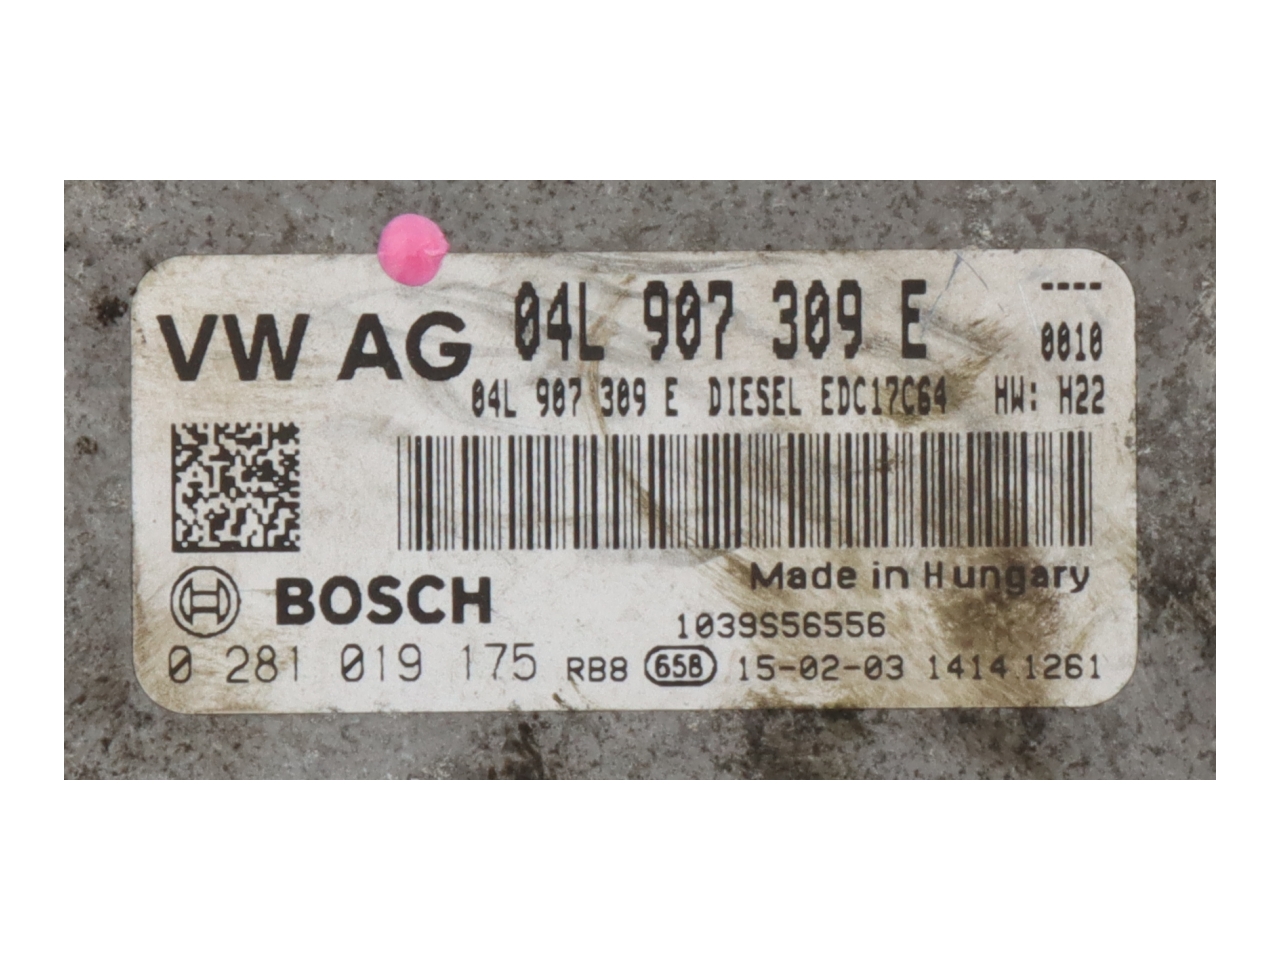 VW AG 04L 907 309 E ----
0010
04L 907 309 E DIESEL EDC17C64 HW: H22
Made in Hungary
BOSCH
1039S56556
0 281 019 175 RB8 658 15-02-03 1414 1261